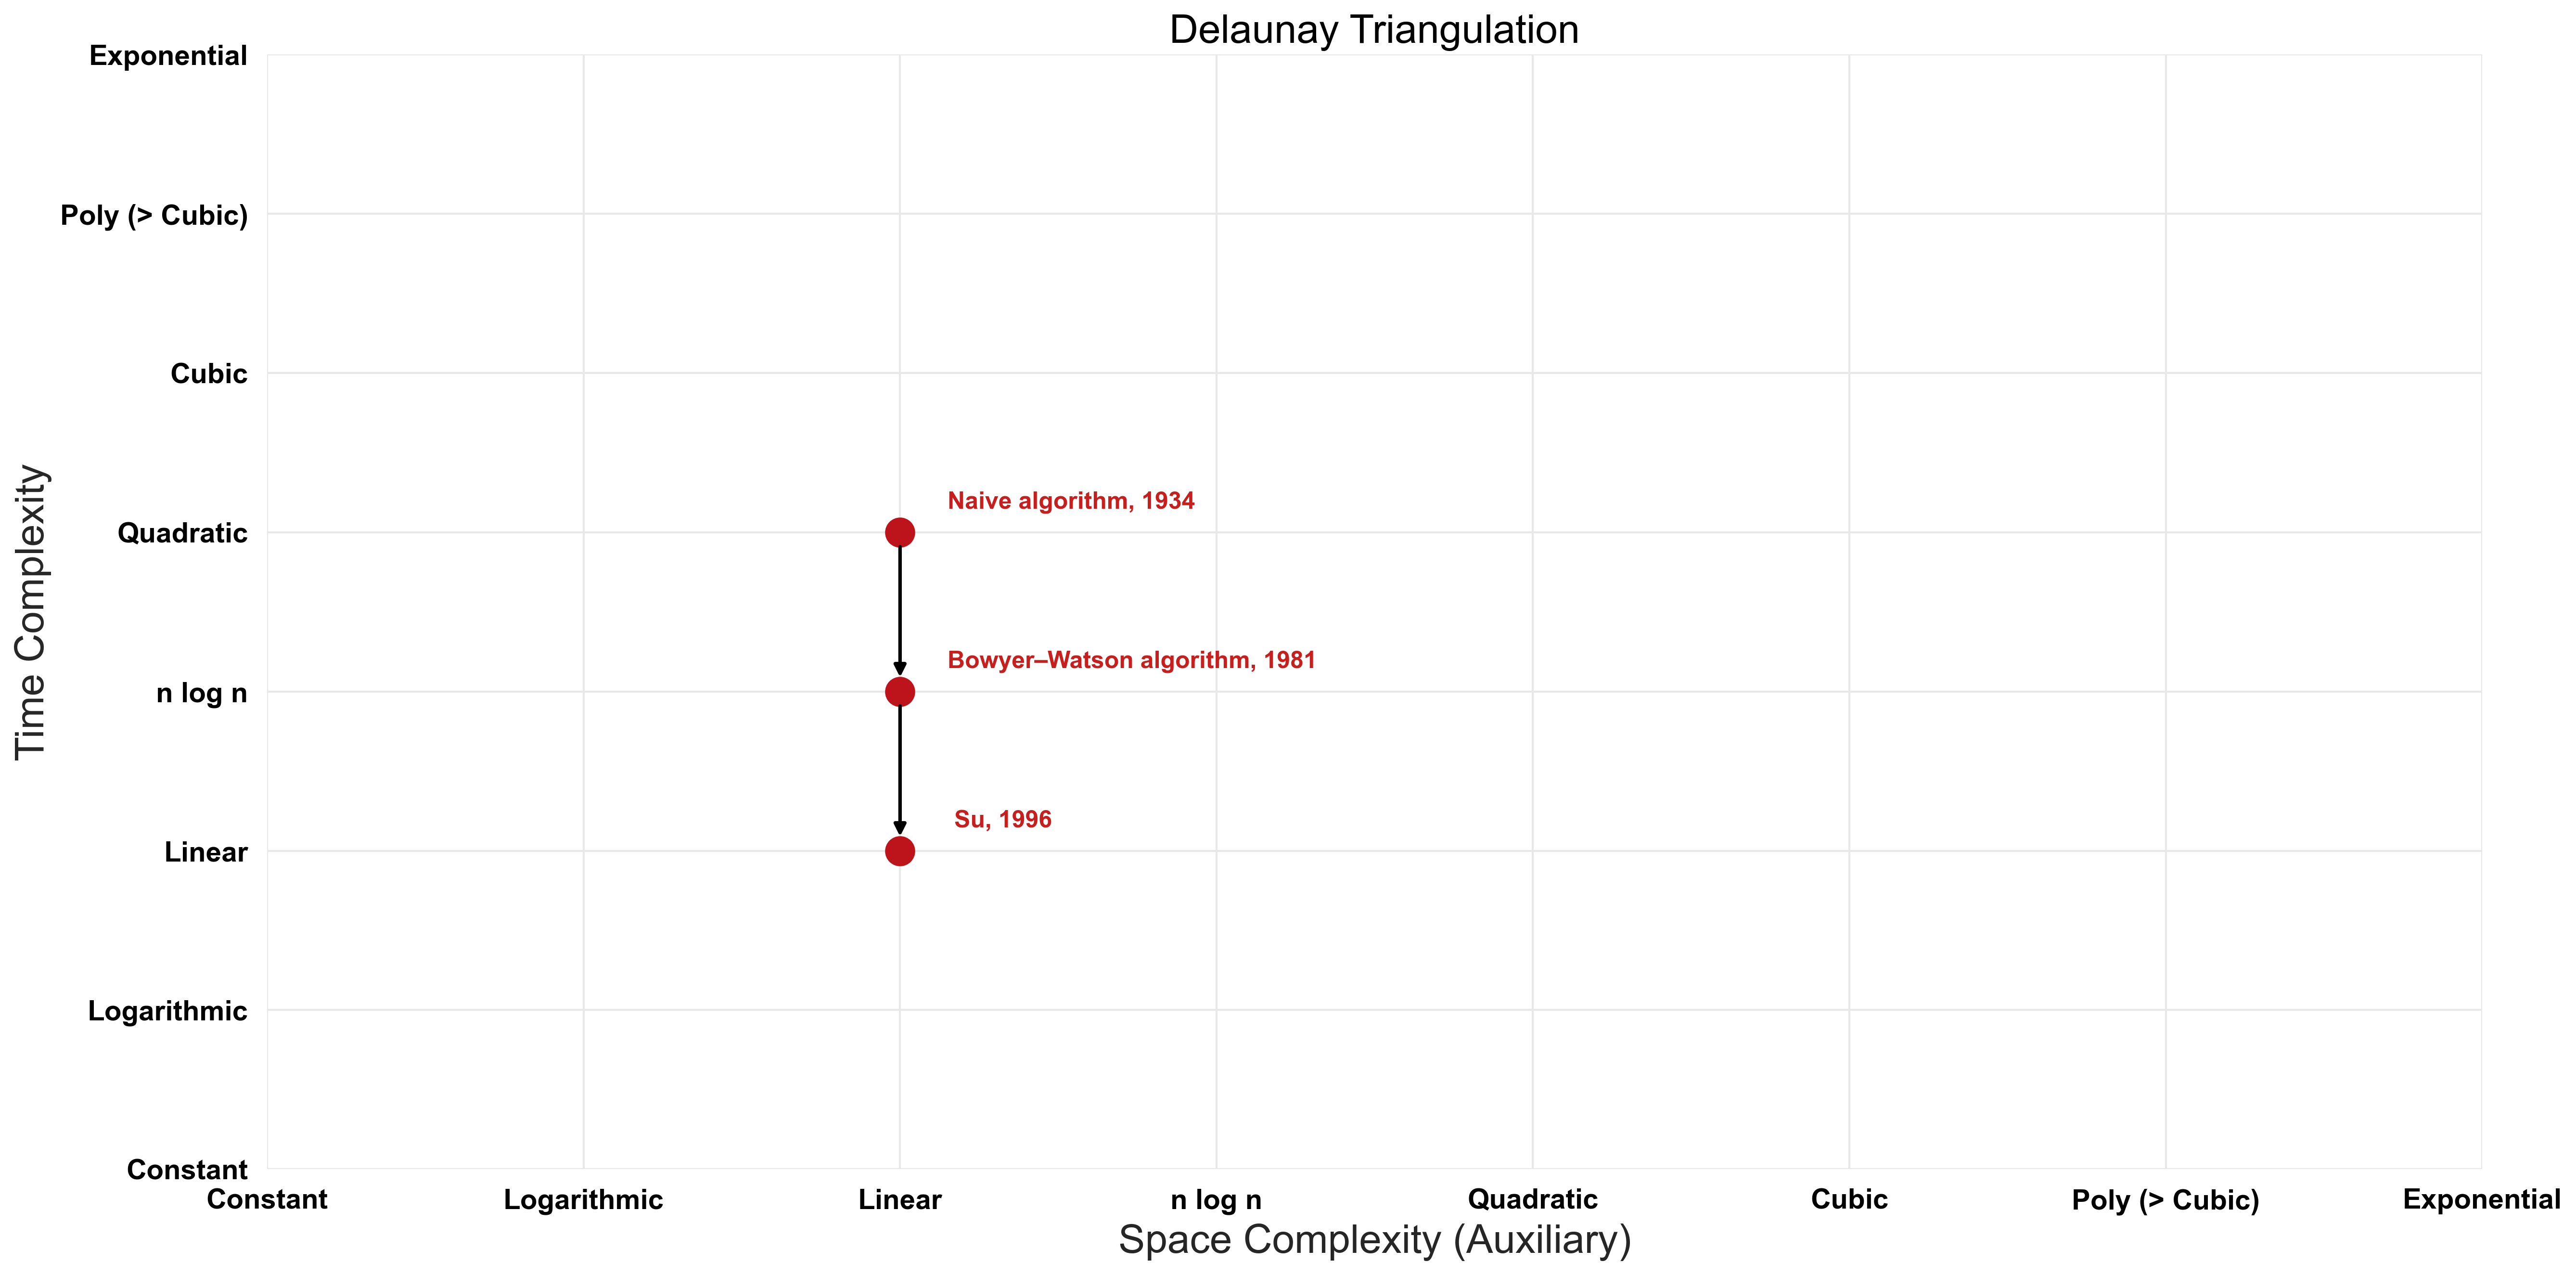 Delaunay Triangulation
Exponential
Poly (> Cubic)
Cubic
Quadratic
n log n
Linear
Logarithmic
Constant
Time Complexity
Naive algorithm, 1934
Bowyer–Watson algorithm, 1981
Su, 1996
Constant
Logarithmic
Linear
n log n
Quadratic
Cubic
Poly (> Cubic)
Exponential
Space Complexity (Auxiliary)